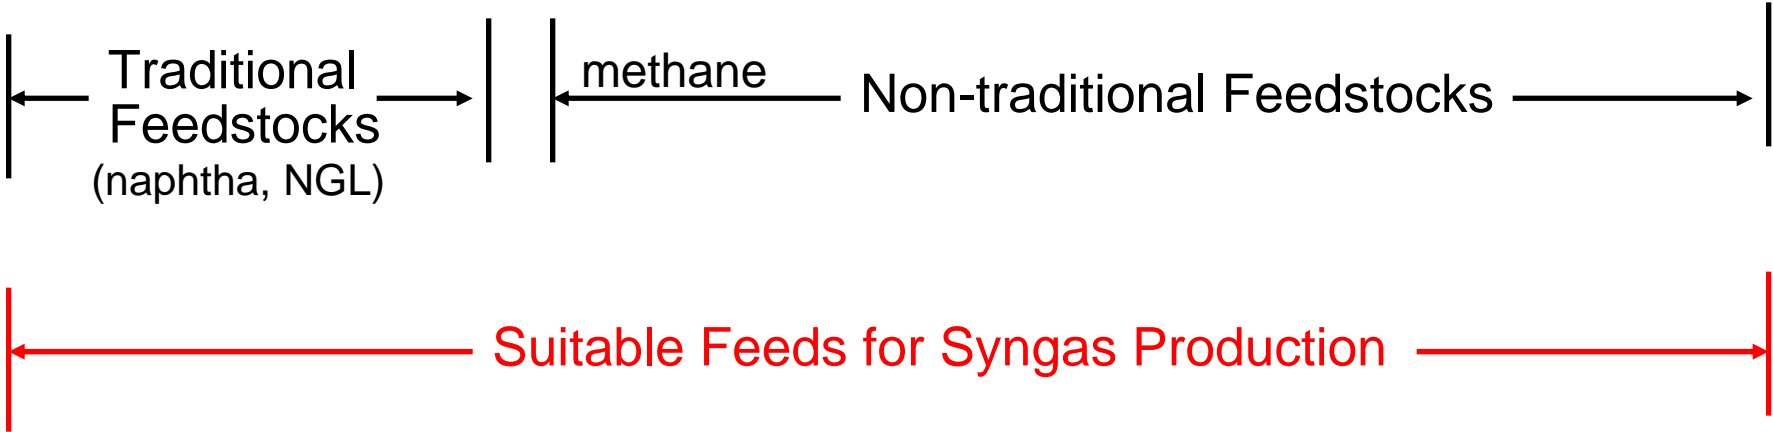 Traditional
Feedstocks
(naphtha, NGL)
methane
Non-traditional Feedstocks
Suitable Feeds for Syngas Production